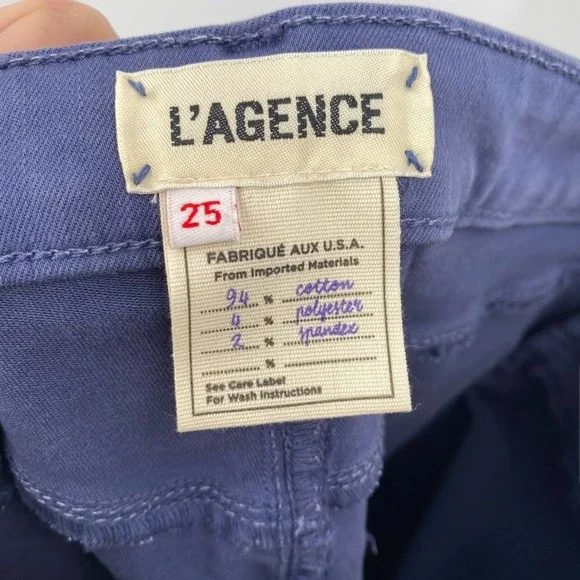 L'AGENCE
25
FABRIQUÉ AUX U.S.A.
From Imported Materials
94 % cotton
4 % polyester
2 % spandex
%
See Care Label
For Wash Instructions